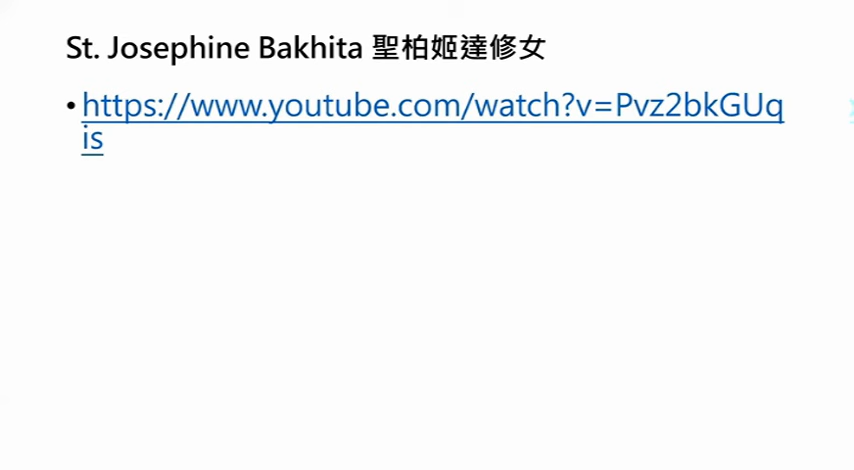 St. Josephine Bakhita 聖柏姬達修女
• https://www.youtube.com/watch?v=Pvz2bkGUq
is